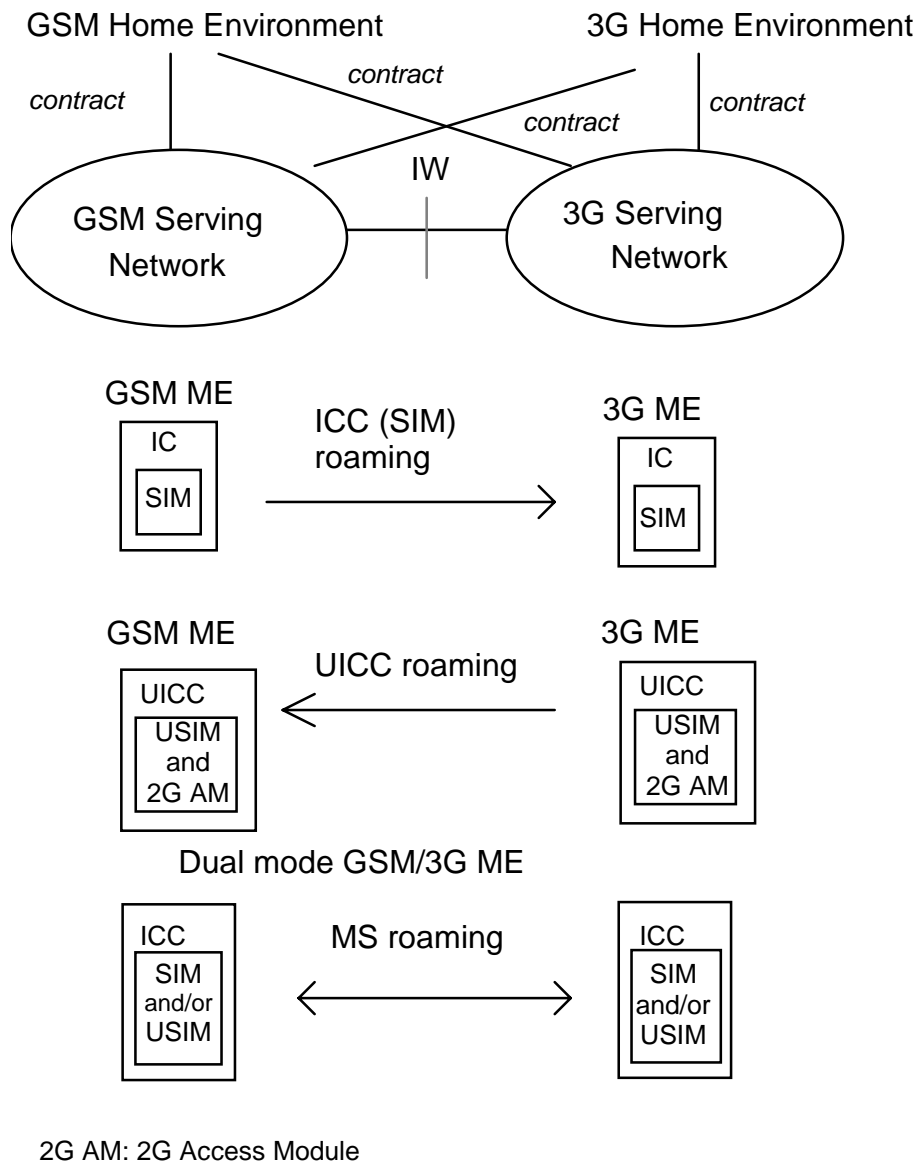 GSM Home Environment
3G Home Environment
contract
contract
contract
contract
IW
GSM Serving
Network
3G Serving
Network
GSM ME
IC
SIM
ICC (SIM)
roaming
3G ME
IC
SIM
GSM ME
UICC
USIM
and
2G AM
UICC roaming
3G ME
UICC
USIM
and
2G AM
Dual mode GSM/3G ME
ICC
SIM
and/or
USIM
MS roaming
ICC
SIM
and/or
USIM
2G AM: 2G Access Module